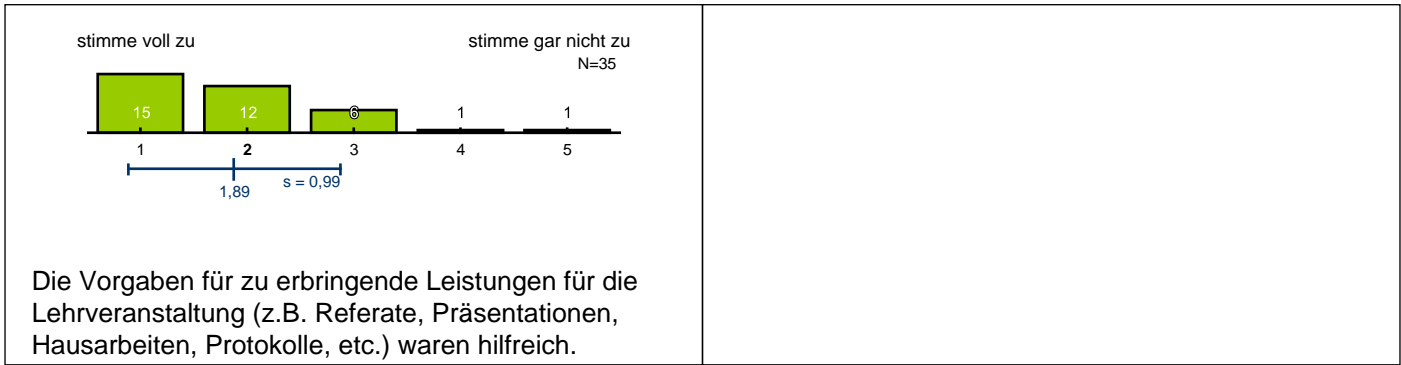 stimme voll zu stimme gar nicht zu
N=35
15 12 6 1 1
1 2 3 4 5
1,89 s = 0,99
Die Vorgaben für zu erbringende Leistungen für die
Lehrveranstaltung (z.B. Referate, Präsentationen,
Hausarbeiten, Protokolle, etc.) waren hilfreich.